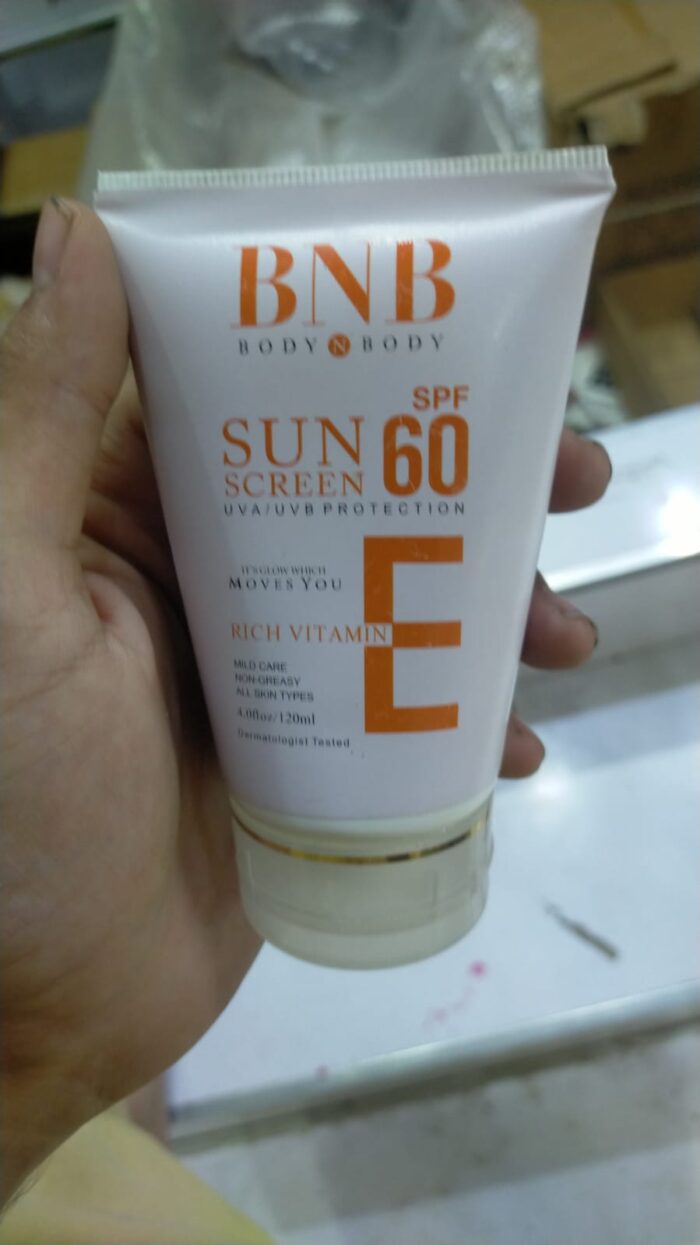 BNB
BODY N BODY
SPF
SUN 60
SCREEN
UVA/UVB PROTECTION
IT'S GLOW WHICH
MOVES YOU
RICH VITAMIN E
MILD CARE
NON-GREASY
ALL SKIN TYPES
4.0floz/120ml
Dermatologist Tested